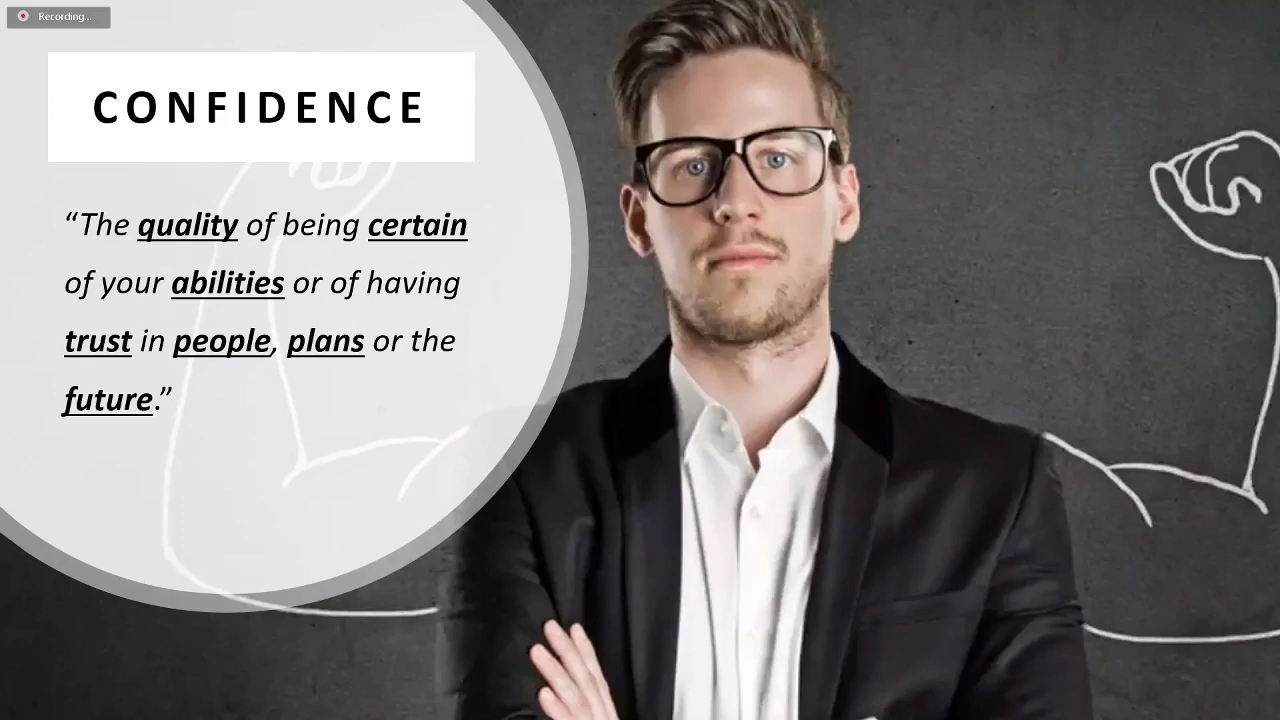 Recording...
CONFIDENCE
“The quality of being certain
of your abilities or of having
trust in people, plans or the
future.”